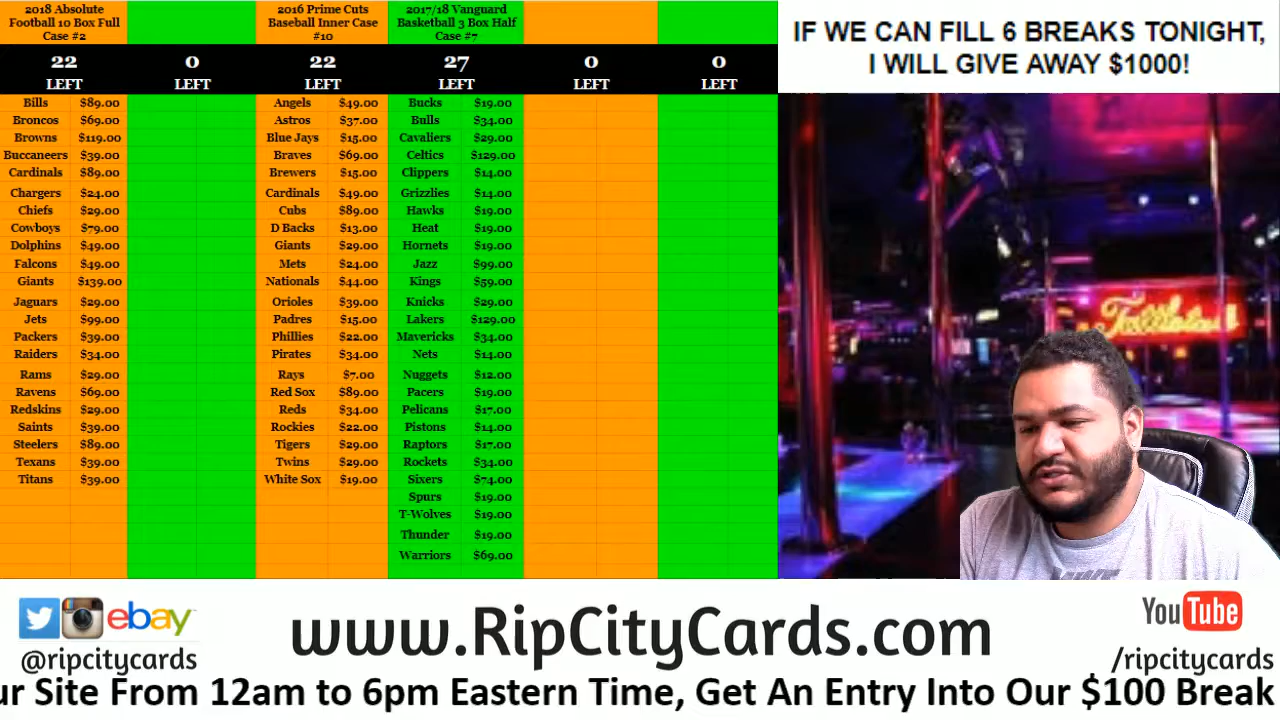 2018 Absolute
Football 10 Box Full
Case #2
22
LEFT
Bills $89.00
Broncos $69.00
Browns $119.00
Buccaneers $39.00
Cardinals $89.00
Chargers $24.00
Chiefs $29.00
Cowboys $79.00
Dolphins $49.00
Falcons $49.00
Giants $139.00
Jaguars $29.00
Jets $99.00
Packers $39.00
Raiders $34.00
Rams $29.00
Ravens $69.00
Redskins $29.00
Saints $39.00
Steelers $89.00
Texans $39.00
Titans $39.00
0
LEFT
2016 Prime Cuts
Baseball Inner Case
#10
22
LEFT
Angels $49.00
Astros $37.00
Blue Jays $15.00
Braves $69.00
Brewers $15.00
Cardinals $49.00
Cubs $89.00
D Backs $13.00
Giants $29.00
Mets $24.00
Nationals $44.00
Orioles $39.00
Padres $15.00
Phillies $22.00
Pirates $34.00
Rays $7.00
Red Sox $89.00
Reds $34.00
Rockies $22.00
Tigers $29.00
Twins $29.00
White Sox $19.00
2017/18 Vanguard
Basketball 3 Box Half
Case #7
27
LEFT
Bucks $19.00
Bulls $34.00
Cavaliers $29.00
Celtics $129.00
Clippers $14.00
Grizzlies $14.00
Hawks $19.00
Heat $19.00
Hornets $19.00
Jazz $99.00
Kings $59.00
Knicks $29.00
Lakers $129.00
Mavericks $34.00
Nets $14.00
Nuggets $12.00
Pacers $19.00
Pelicans $17.00
Pistons $14.00
Raptors $17.00
Rockets $34.00
Sixers $74.00
Spurs $19.00
T-Wolves $19.00
Thunder $19.00
Warriors $69.00
0
LEFT
0
LEFT
IF WE CAN FILL 6 BREAKS TONIGHT,
I WILL GIVE AWAY $1000!
ebay
@ripcitycards
www.RipCityCards.com
YouTube
/ripcitycards
ur Site From 12am to 6pm Eastern Time, Get An Entry Into Our $100 Break